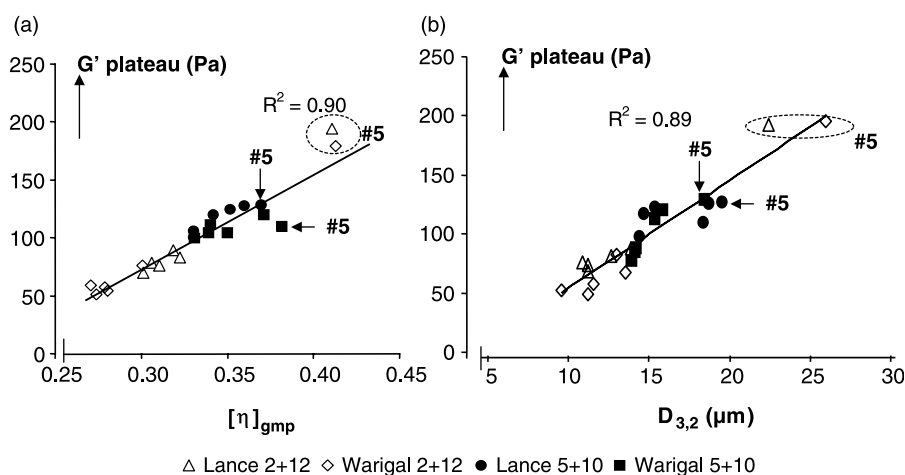 (a)
G' plateau (Pa)
250
200
150
100
50
0
R² = 0.90
#5
#5
#5
0.25 0.30 0.35 0.40 0.45
[η]gmp
(b)
G' plateau (Pa)
250
200
150
100
50
0
R² = 0.89
#5
#5
#5
5 10 15 20 25 30
D3,2 (µm)
△ Lance 2+12 ◇ Warigal 2+12 ● Lance 5+10 ■ Warigal 5+10